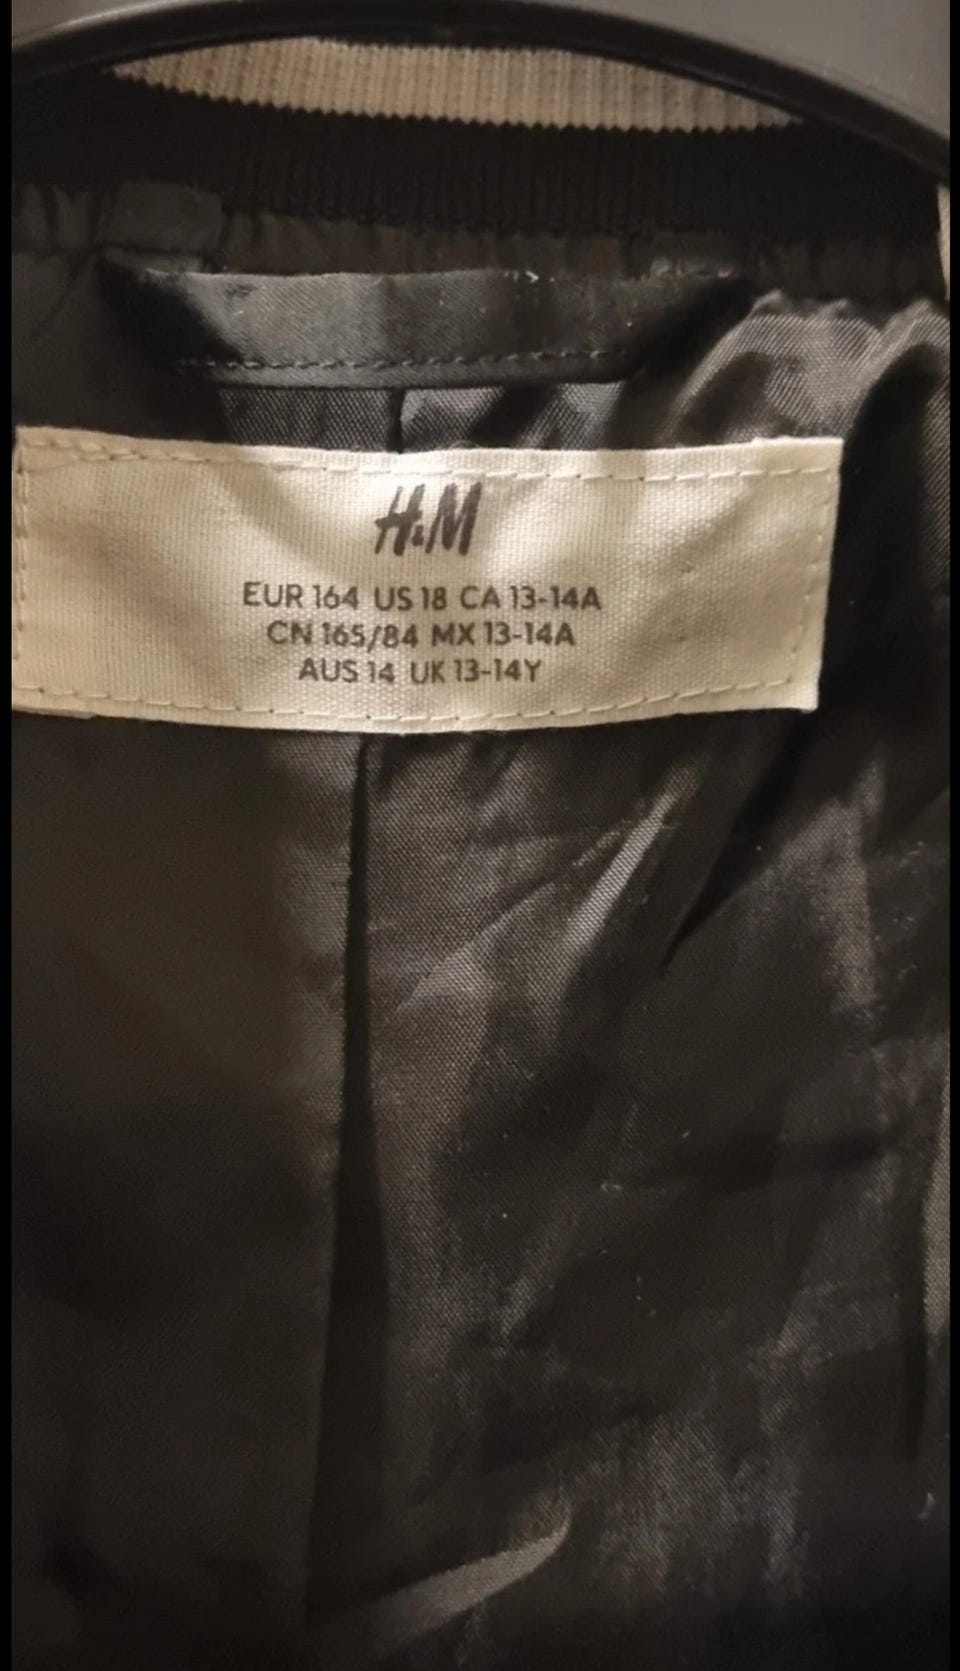 H&M
EUR 164 US 18 CA 13-14A
CN 165/84 MX 13-14A
AUS 14 UK 13-14Y